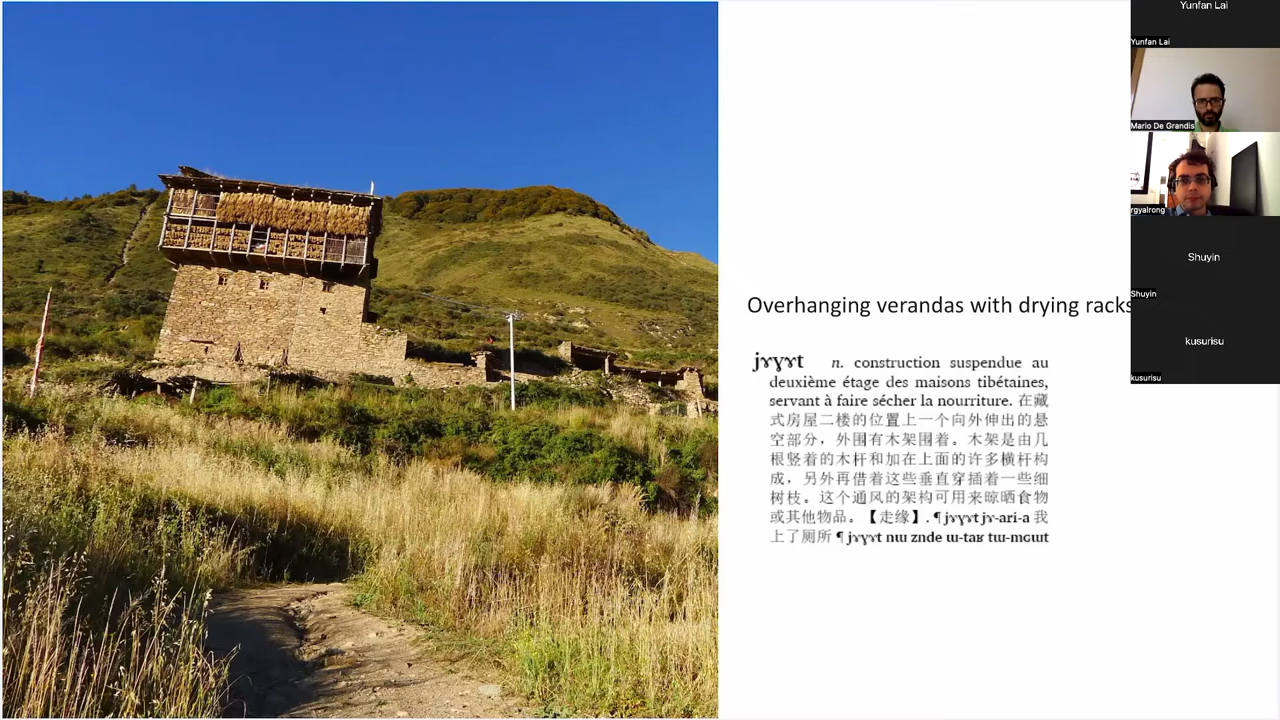 Overhanging verandas with drying racks
jɤɣɤt n. construction suspendue au
deuxième étage des maisons tibétaines,
servant à faire sécher la nourriture. 在藏
式房屋二楼的位置上一个向外伸出的悬
空部分，外围有木架围着。木架是由几
根竖着的木杆和加在上面的许多横杆构
成，另外再借着这些垂直穿插着一些细
树枝。这个通风的架构可用来晾晒食物
或其他物品。【走缘】. ¶ jɤɣɤt jɤ-ari-a 我
上了厕所 ¶ jɤɣɤt nɯ znde ɯ-taʁ tɯ-mɢɯt
Yunfan Lai
Yunfan Lai
Mario De Grandis
rgyalrong
Shuyin
Shuyin
kusurisu
kusurisu